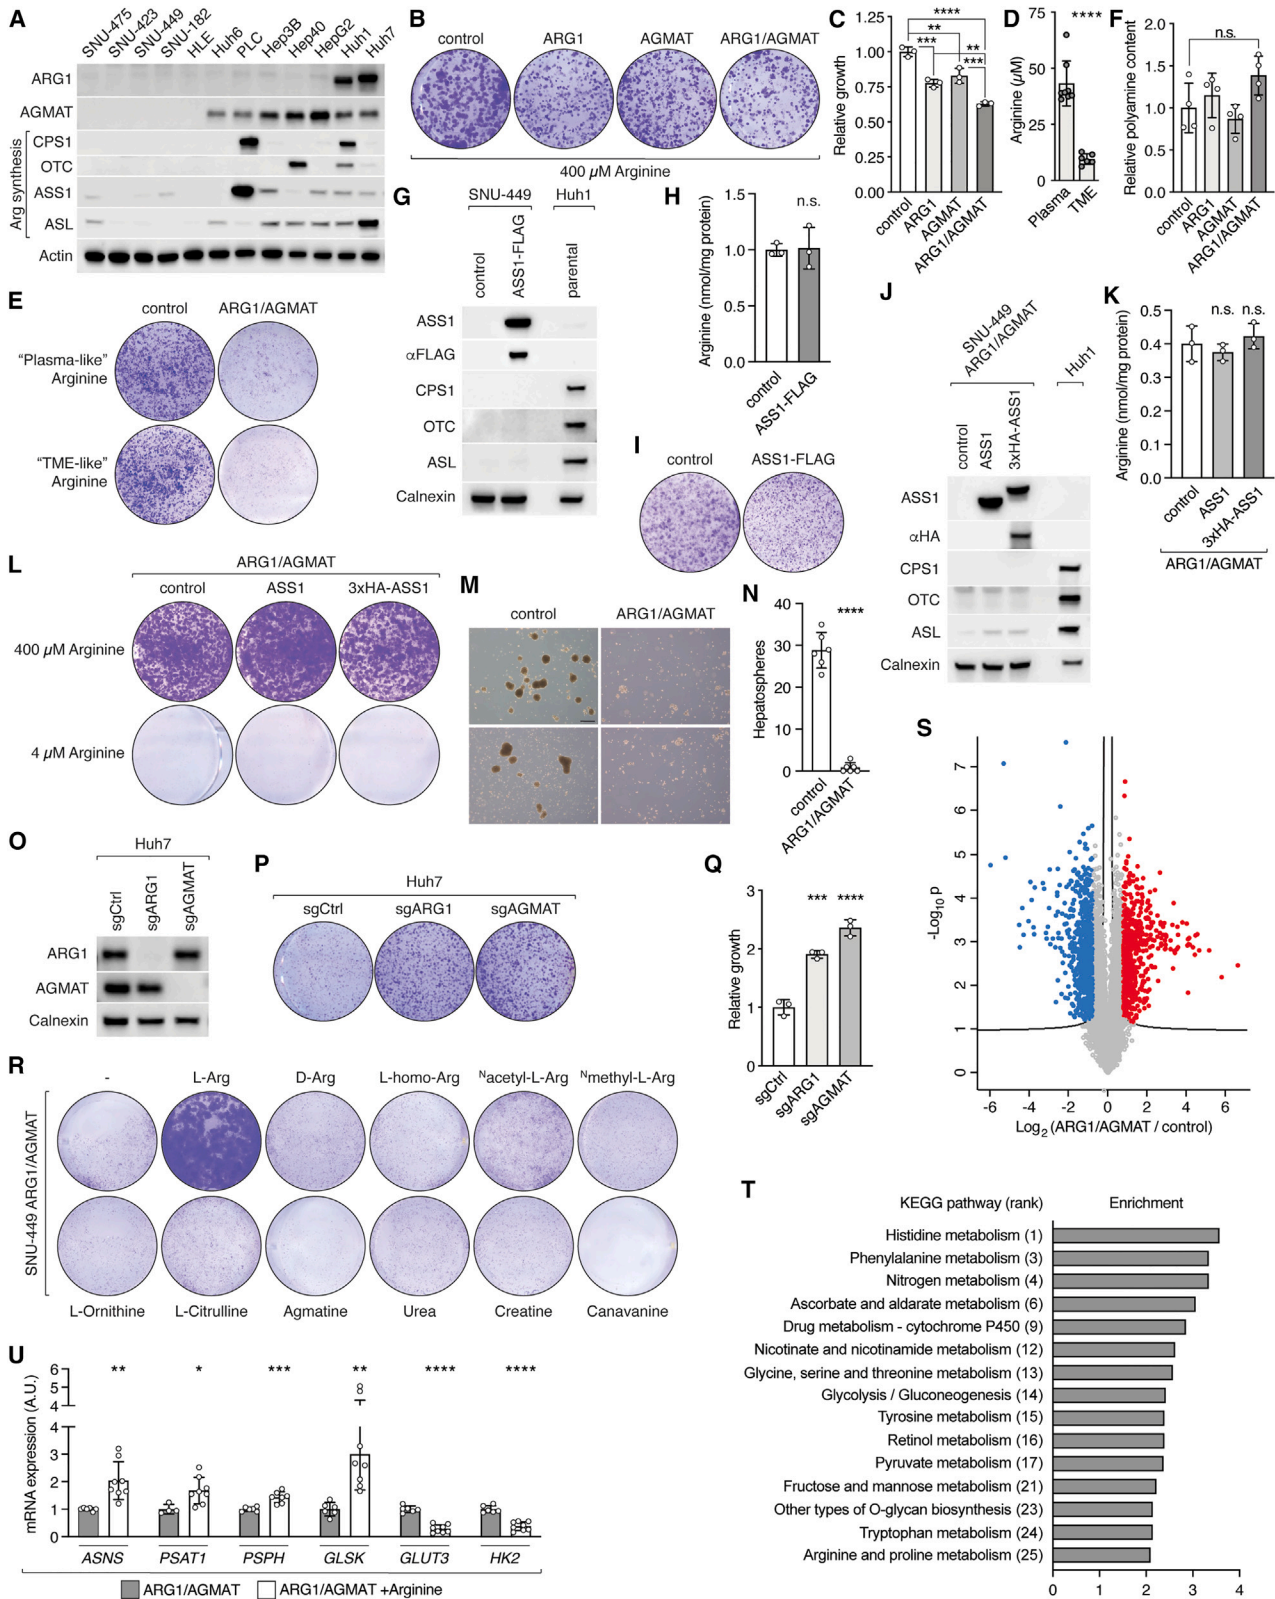 A
SNU-475
SNU-423
SNU-449
SNU-182
HLE
Huh6
PLC
Hep3B
Hep40
HepG2
Huh1
Huh7
ARG1
AGMAT
Arg synthesis
CPS1
OTC
ASS1
ASL
Actin
B
control ARG1 AGMAT ARG1/AGMAT
400 µM Arginine
C
Relative growth
1.25
1.00
0.75
0.50
0.25
0.00
****
**
***
**
***
control
ARG1
AGMAT
ARG1/AGMAT
D
Arginine (µM)
75
50
25
0
****
Plasma
TME
F
Relative polyamine content
2.0
1.5
1.0
0.5
0.0
n.s.
control
ARG1
AGMAT
ARG1/AGMAT
E
control ARG1/AGMAT
“Plasma-like”
Arginine
“TME-like”
Arginine
G
SNU-449 Huh1
control
ASS1-FLAG
parental
ASS1
αFLAG
CPS1
OTC
ASL
Calnexin
H
Arginine (nmol/mg protein)
1.5
1.0
0.5
0.0
n.s.
control
ASS1-FLAG
I
control ASS1-FLAG
J
SNU-449
ARG1/AGMAT
Huh1
control
ASS1
3xHA-ASS1
ASS1
αHA
CPS1
OTC
ASL
Calnexin
K
Arginine (nmol/mg protein)
0.5
0.4
0.3
0.2
0.1
0.0
n.s. n.s.
control
ASS1
3xHA-ASS1
ARG1/AGMAT
L
ARG1/AGMAT
control ASS1 3xHA-ASS1
400 µM Arginine
4 µM Arginine
M
control ARG1/AGMAT
N
Hepatospheres
40
30
20
10
0
****
control
ARG1/AGMAT
O
Huh7
sgCtrl
sgARG1
sgAGMAT
ARG1
AGMAT
Calnexin
P
Huh7
sgCtrl sgARG1 sgAGMAT
Q
Relative growth
3
2
1
0
*** ****
sgCtrl
sgARG1
sgAGMAT
R
SNU-449 ARG1/AGMAT
- L-Arg D-Arg L-homo-Arg Nacetyl-L-Arg Nmethyl-L-Arg
L-Ornithine L-Citrulline Agmatine Urea Creatine Canavanine
S
-Log10 p
7
6
5
4
3
2
1
0
-6 -4 -2 0 2 4 6
Log2 (ARG1/AGMAT / control)
T
KEGG pathway (rank) Enrichment
Histidine metabolism (1)
Phenylalanine metabolism (3)
Nitrogen metabolism (4)
Ascorbate and aldarate metabolism (6)
Drug metabolism - cytochrome P450 (9)
Nicotinate and nicotinamide metabolism (12)
Glycine, serine and threonine metabolism (13)
Glycolysis / Gluconeogenesis (14)
Tyrosine metabolism (15)
Retinol metabolism (16)
Pyruvate metabolism (17)
Fructose and mannose metabolism (21)
Other types of O-glycan biosynthesis (23)
Tryptophan metabolism (24)
Arginine and proline metabolism (25)
0 1 2 3 4
U
mRNA expression (A.U.)
6
5
4
4
3
2
1
0
** * *** ** **** ****
ASNS PSAT1 PSPH GLSK GLUT3 HK2
ARG1/AGMAT ARG1/AGMAT +Arginine